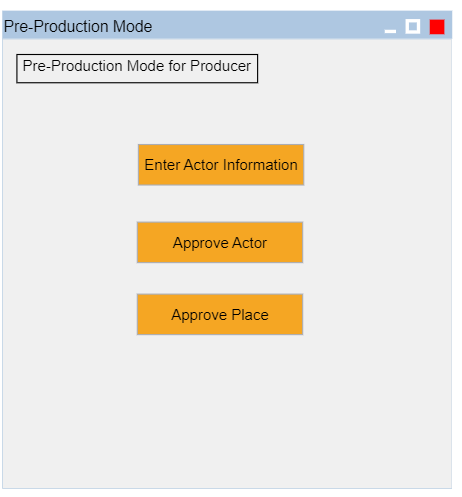 Pre-Production Mode
Pre-Production Mode for Producer
Enter Actor Information
Approve Actor
Approve Place